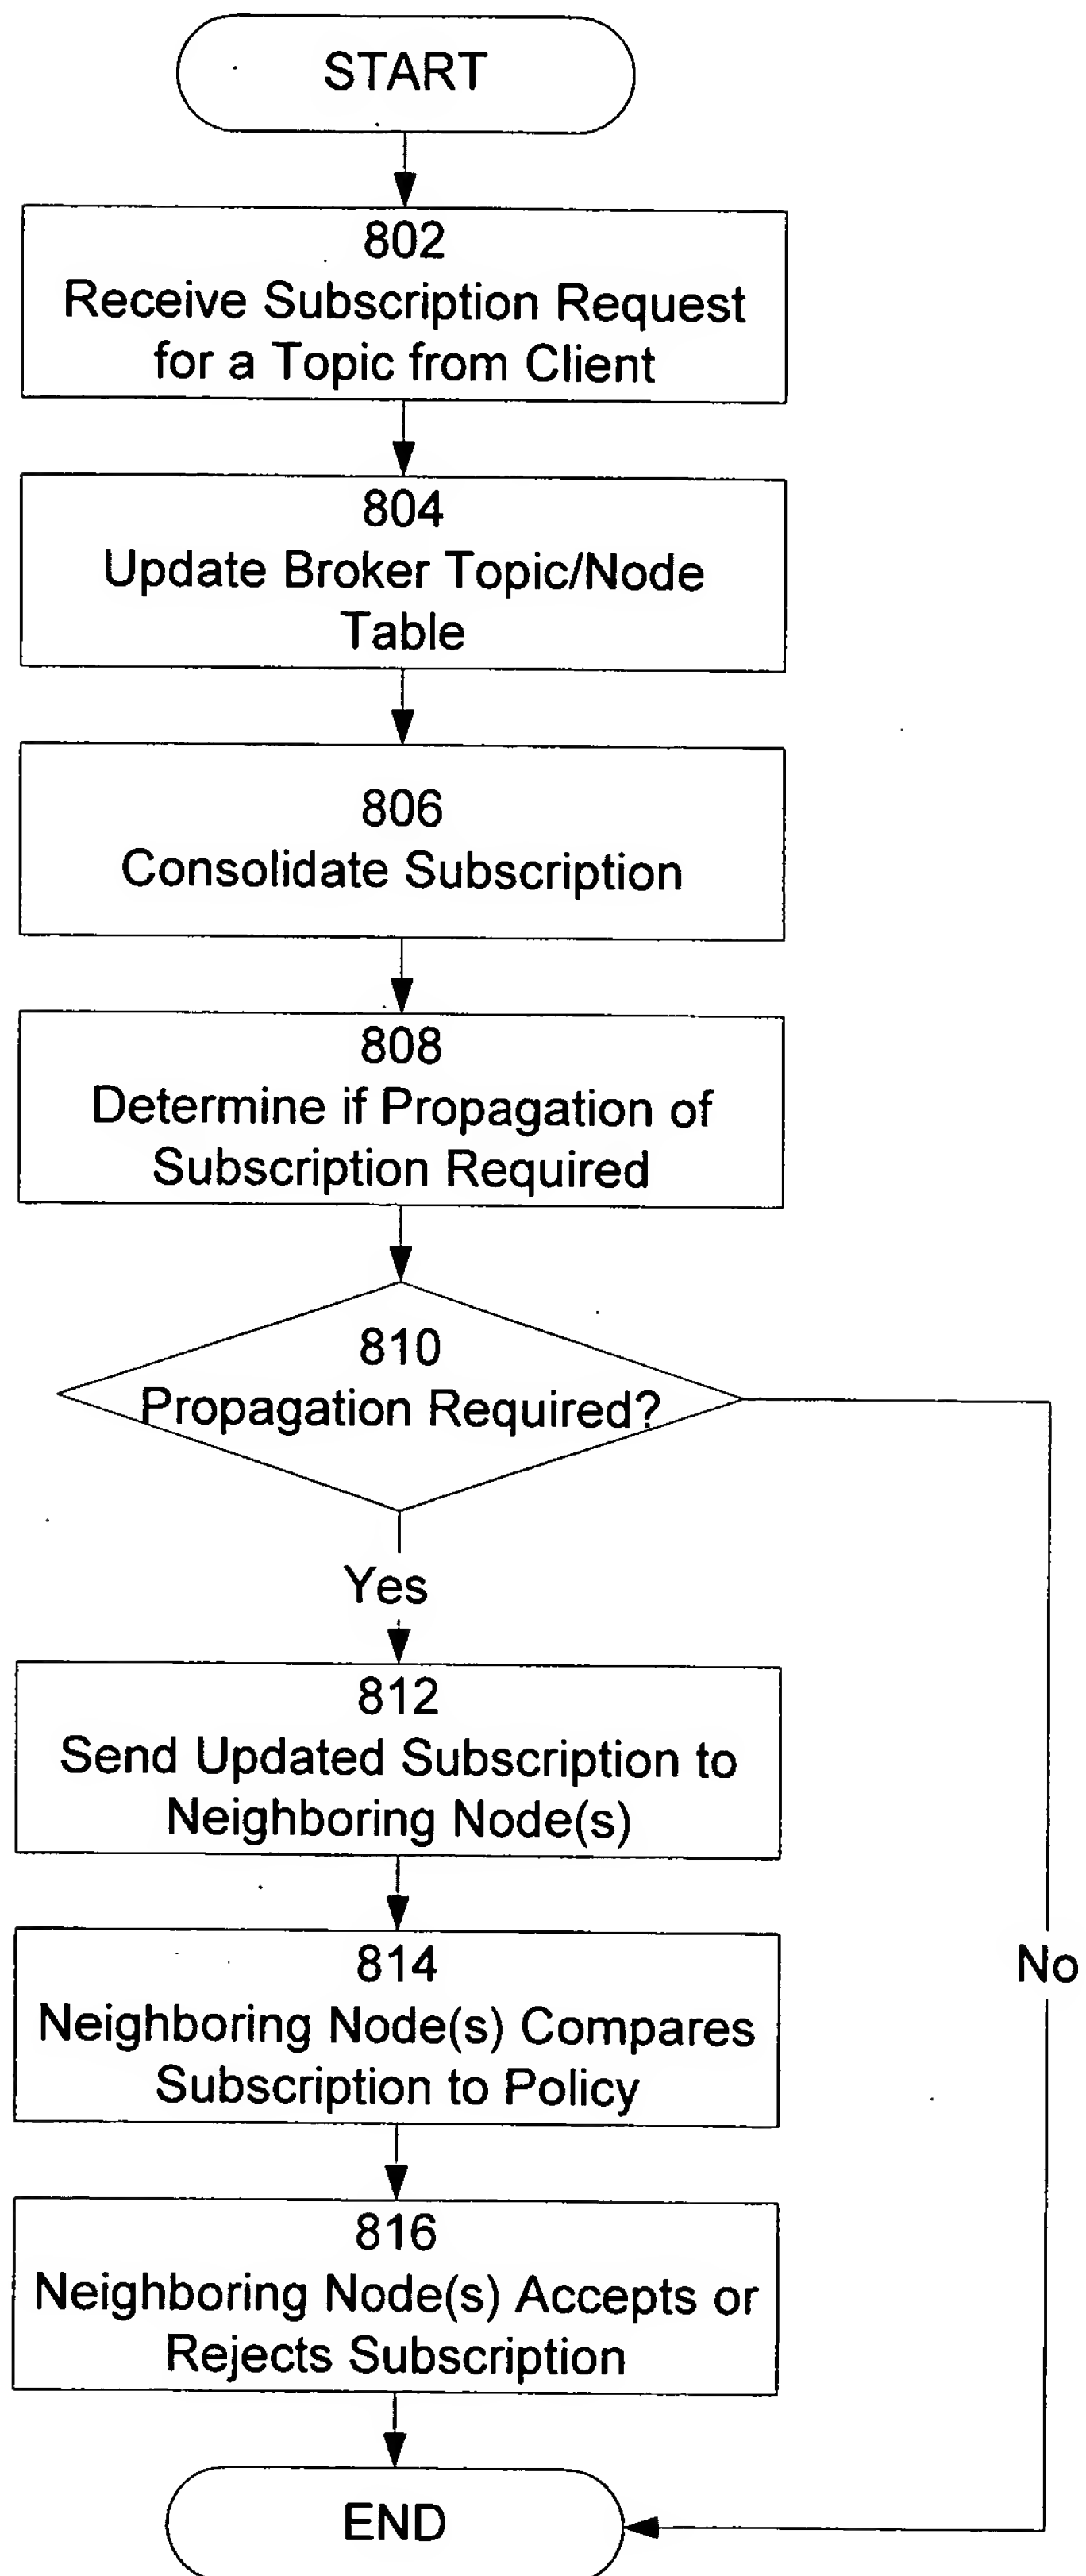 START
802
Receive Subscription Request
for a Topic from Client
804
Update Broker Topic/Node
Table
806
Consolidate Subscription
808
Determine if Propagation of
Subscription Required
810
Propagation Required?
Yes
812
Send Updated Subscription to
Neighboring Node(s)
814
No
Neighboring Node(s) Compares
Subscription to Policy
816
Neighboring Node(s) Accepts or
Rejects Subscription
END